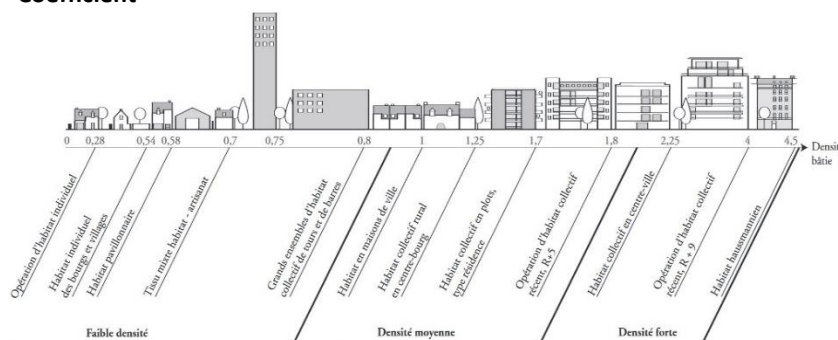 Coefficient
0 0,28 0,54 0,58 0,7 0,75 0,8 1 1,25 1,7 1,8 2,25 4 4,5
Densité
bâtie
Opération d'habitat individuel
Habitat individuel
des bourgs et villages
Habitat pavillonnaire
Tissu mixte habitat - artisanat
Grands ensembles d'habitat
collectif de tours et de barres
Habitat en maisons de ville
Habitat collectif rural
en centre-bourg
Habitat collectif en plots,
type résidence
Opération d'habitat collectif
récent, R+5
Habitat collectif en centre-ville
Opération d'habitat collectif
récent, R + 9
Habitat haussmannien
Faible densité
Densité moyenne
Densité forte